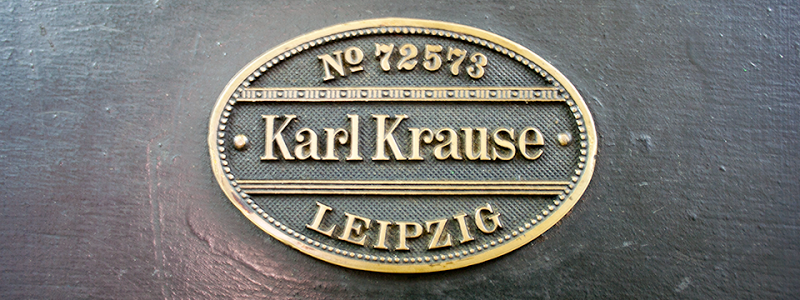 No 72573
Karl Krause
LEIPZIG